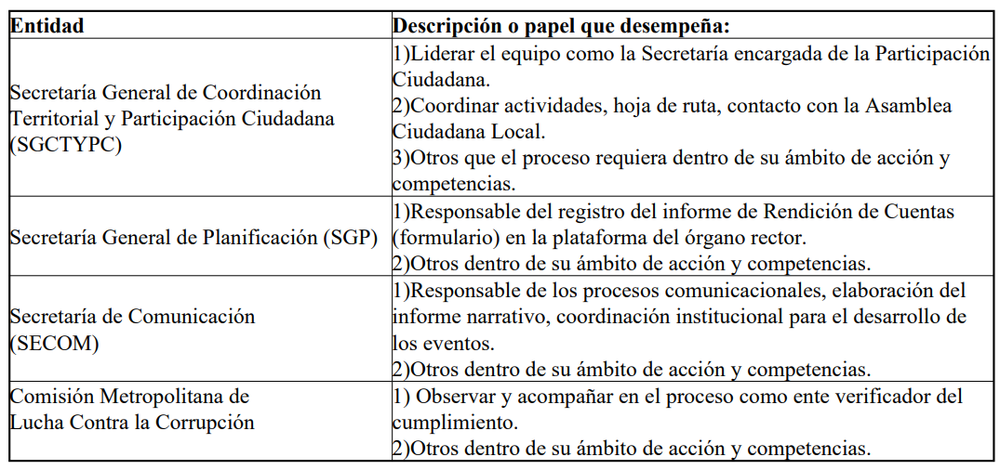 Entidad
Descripción o papel que desempeña:
Secretaría General de Coordinación
Territorial y Participación Ciudadana
(SGCTYPC)
1)Liderar el equipo como la Secretaría encargada de la Participación
Ciudadana.
2)Coordinar actividades, hoja de ruta, contacto con la Asamblea
Ciudadana Local.
3)Otros que el proceso requiera dentro de su ámbito de acción y
competencias.
Secretaría General de Planificación (SGP)
1)Responsable del registro del informe de Rendición de Cuentas
(formulario) en la plataforma del órgano rector.
2)Otros dentro de su ámbito de acción y competencias.
Secretaría de Comunicación
(SECOM)
1)Responsable de los procesos comunicacionales, elaboración del
informe narrativo, coordinación institucional para el desarrollo de
los eventos.
2)Otros dentro de su ámbito de acción y competencias.
Comisión Metropolitana de
Lucha Contra la Corrupción
1) Observar y acompañar en el proceso como ente verificador del
cumplimiento.
2)Otros dentro de su ámbito de acción y competencias.